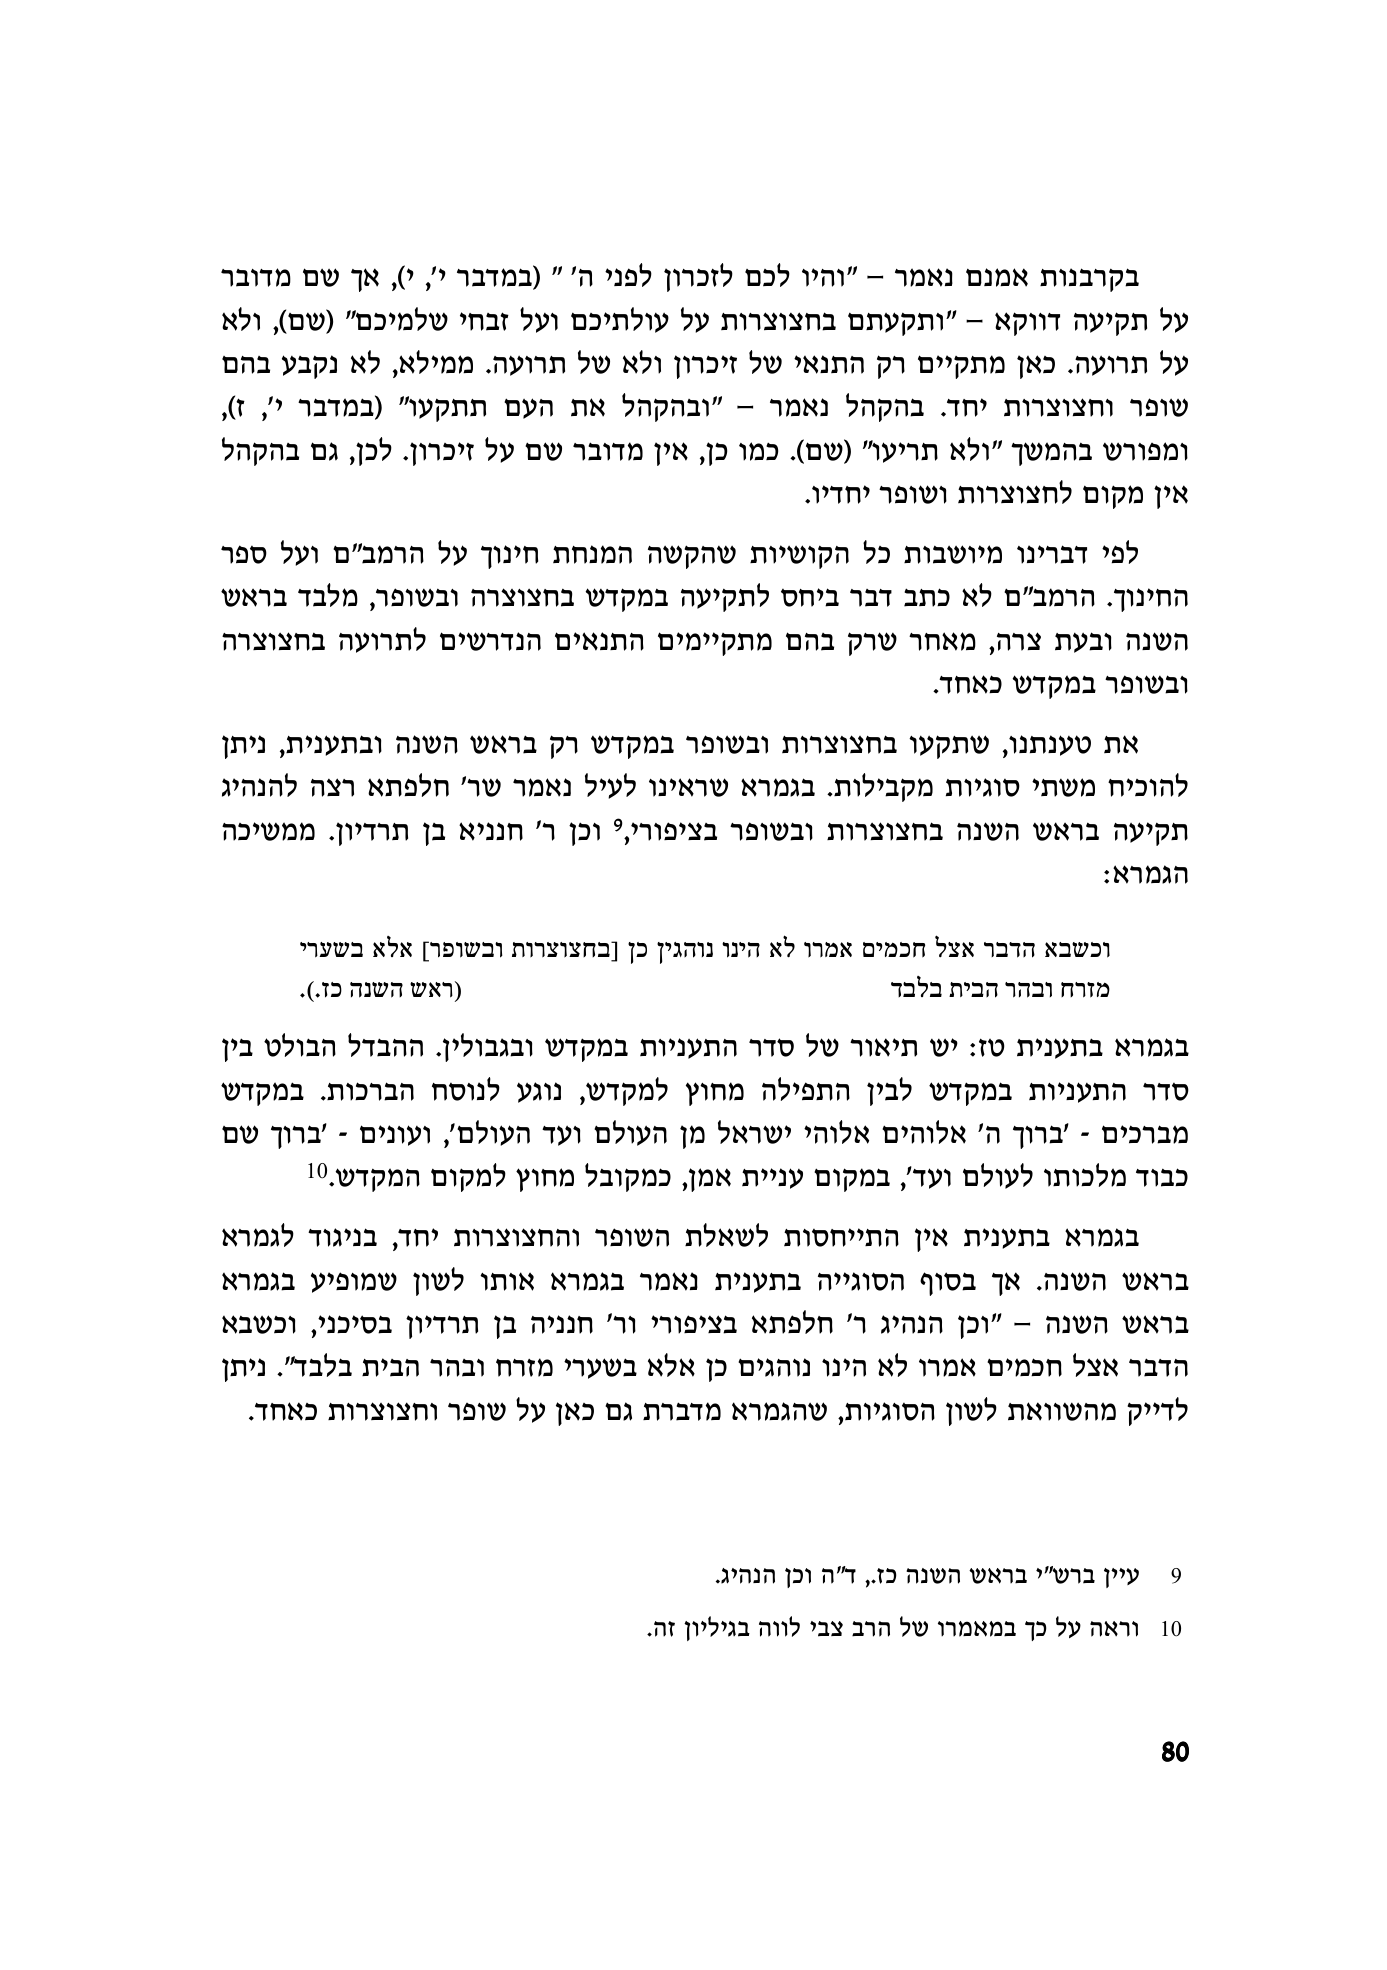 בקרבנות אמנם נאמר – "והיו לכם לזכרון לפני ה' " (במדבר י', י), אך שם מדובר
על תקיעה דווקא – "ותקעתם בחצוצרות על עולתיכם ועל זבחי שלמיכם" (שם), ולא
על תרועה. כאן מתקיים רק התנאי של זיכרון ולא של תרועה. ממילא, לא נקבע בהם
שופר וחצוצרות יחד. בהקהל נאמר – "ובהקהל את העם תתקעו" (במדבר י', ז),
ומפורש בהמשך "ולא תריעו" (שם). כמו כן, אין מדובר שם על זיכרון. לכן, גם בהקהל
אין מקום לחצוצרות ושופר יחדיו.
לפי דברינו מיושבות כל הקושיות שהקשה המנחת חינוך על הרמב"ם ועל ספר
החינוך. הרמב"ם לא כתב דבר ביחס לתקיעה במקדש בחצוצרה ובשופר, מלבד בראש
השנה ובעת צרה, מאחר שרק בהם מתקיימים התנאים הנדרשים לתרועה בחצוצרה
ובשופר במקדש כאחד.
את טענתנו, שתקעו בחצוצרות ובשופר במקדש רק בראש השנה ובתענית, ניתן
להוכיח משתי סוגיות מקבילות. בגמרא שראינו לעיל נאמר שר' חלפתא רצה להנהיג
תקיעה בראש השנה בחצוצרות ובשופר בציפורי,9 וכן ר' חנניא בן תרדיון. ממשיכה
הגמרא:
וכשבא הדבר אצל חכמים אמרו לא הינו נוהגין כן [בחצוצרות ובשופר] אלא בשערי
מזרח ובהר הבית בלבד (ראש השנה כז.).
בגמרא בתענית טז: יש תיאור של סדר התעניות במקדש ובגבולין. ההבדל הבולט בין
סדר התעניות במקדש לבין התפילה מחוץ למקדש, נוגע לנוסח הברכות. במקדש
מברכים - 'ברוך ה' אלוהים אלוהי ישראל מן העולם ועד העולם', ועונים - 'ברוך שם
כבוד מלכותו לעולם ועד', במקום עניית אמן, כמקובל מחוץ למקום המקדש.10
בגמרא בתענית אין התייחסות לשאלת השופר והחצוצרות יחד, בניגוד לגמרא
בראש השנה. אך בסוף הסוגייה בתענית נאמר בגמרא אותו לשון שמופיע בגמרא
בראש השנה – "וכן הנהיג ר' חלפתא בציפורי ור' חנניה בן תרדיון בסיכני, וכשבא
הדבר אצל חכמים אמרו לא הינו נוהגים כן אלא בשערי מזרח ובהר הבית בלבד". ניתן
לדייק מהשוואת לשון הסוגיות, שהגמרא מדברת גם כאן על שופר וחצוצרות כאחד.
9 עיין ברש"י בראש השנה כז., ד"ה וכן הנהיג.
10 וראה על כך במאמרו של הרב צבי לווה בגיליון זה.
80